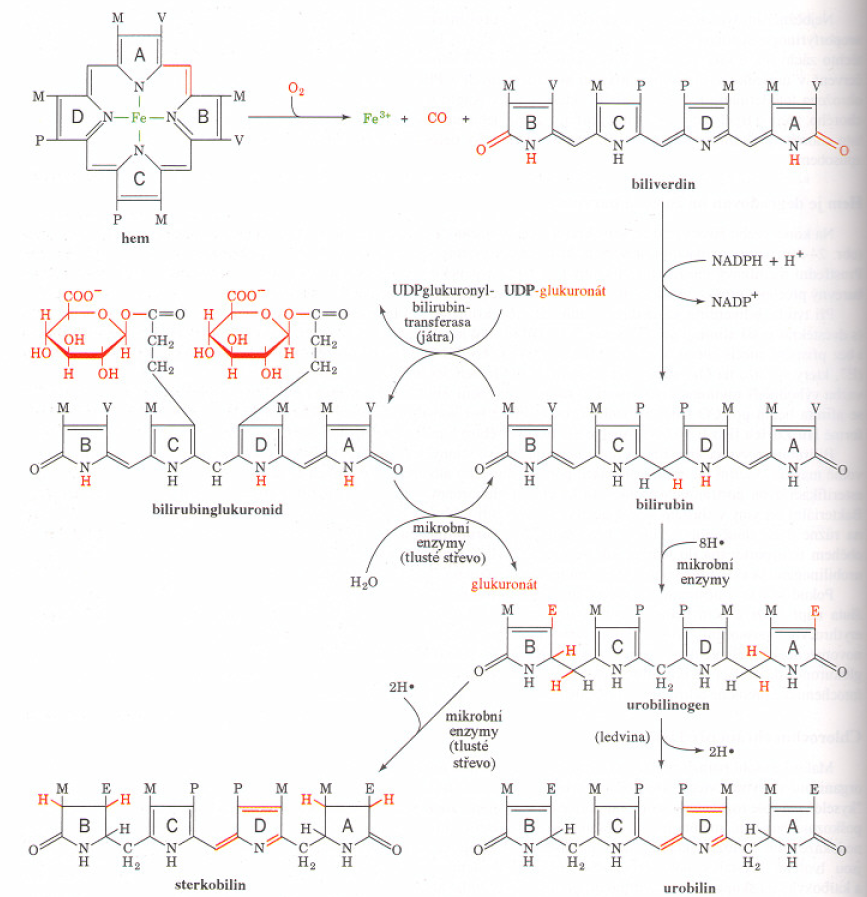 M V
A
N
M D N Fe N B M
P V
N
C
P M
hem
O₂
Fe³⁺ + CO +
M V M P P M M V
B C D A
O N H N H N N H O
biliverdin
NADPH + H⁺
NADP⁺
UDPglukuronyl-
bilirubin-
transferasa
(játra)
UDP-glukuronát
COO⁻ COO⁻
H O O C O H O O C O
H H
OH H CH₂ OH H CH₂
HO H HO H
CH₂ CH₂
H OH H OH
M V M M M V
B C D A
O N H N H C H N H N H O
bilirubinglukuronid
M V M P P M M V
B C D A
O N H N H H H N H N H O
bilirubin
mikrobní
enzymy
(tlusté střevo)
H₂O
glukuronát
8H•
mikrobní
enzymy
M E M P P M M E
B C D A
O N H H H H N H C H₂ N H H H H N H O
urobilinogen
2H•
mikrobní
enzymy
(tlusté
střevo)
(ledvina)
2H•
M E M P P M M E
H H H H
B C D A
O N H H C H₂ N H N C H₂ H N H O
sterkobilin
M E M P P M M E
B C D A
O N H H C H₂ N H N C H₂ H N H O
urobilin